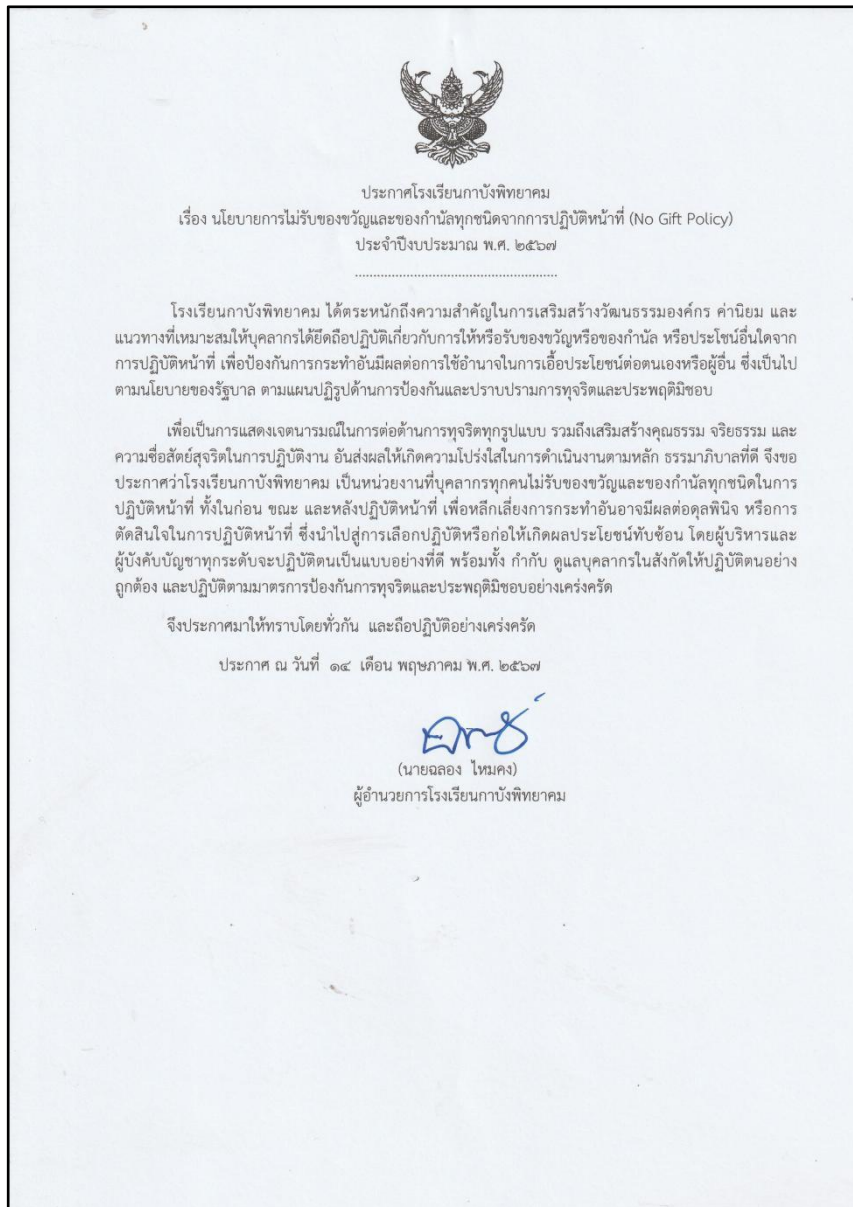 ประกาศโรงเรียนกาบังพิทยาคม
เรื่อง นโยบายการไม่รับของขวัญและของกำนัลทุกชนิดจากการปฏิบัติหน้าที่ (No Gift Policy)
ประจำปีงบประมาณ พ.ศ. ๒๕๖๗
........................................................
โรงเรียนกาบังพิทยาคม ได้ตระหนักถึงความสำคัญในการเสริมสร้างวัฒนธรรมองค์กร ค่านิยม และ
แนวทางที่เหมาะสมให้บุคลากรได้ยึดถือปฏิบัติเกี่ยวกับการให้หรือรับของขวัญหรือของกำนัล หรือประโยชน์อื่นใดจาก
การปฏิบัติหน้าที่ เพื่อป้องกันการกระทำอันมีผลต่อการใช้อำนาจในการเอื้อประโยชน์ต่อตนเองหรือผู้อื่น ซึ่งเป็นไป
ตามนโยบายของรัฐบาล ตามแผนปฏิรูปด้านการป้องกันและปราบปรามการทุจริตและประพฤติมิชอบ
เพื่อเป็นการแสดงเจตนารมณ์ในการต่อต้านการทุจริตทุกรูปแบบ รวมถึงเสริมสร้างคุณธรรม จริยธรรม และ
ความซื่อสัตย์สุจริตในการปฏิบัติงาน อันส่งผลให้เกิดความโปร่งใสในการดำเนินงานตามหลัก ธรรมาภิบาลที่ดี จึงขอ
ประกาศว่าโรงเรียนกาบังพิทยาคม เป็นหน่วยงานที่บุคลากรทุกคนไม่รับของขวัญและของกำนัลทุกชนิดในการ
ปฏิบัติหน้าที่ ทั้งในก่อน ขณะ และหลังปฏิบัติหน้าที่ เพื่อหลีกเลี่ยงการกระทำอันอาจมีผลต่อดุลพินิจ หรือการ
ตัดสินใจในการปฏิบัติหน้าที่ ซึ่งนำไปสู่การเลือกปฏิบัติหรือก่อให้เกิดผลประโยชน์ทับซ้อน โดยผู้บริหารและ
ผู้บังคับบัญชาทุกระดับจะปฏิบัติตนเป็นแบบอย่างที่ดี พร้อมทั้ง กำกับ ดูแลบุคลากรในสังกัดให้ปฏิบัติตนอย่าง
ถูกต้อง และปฏิบัติตามมาตรการป้องกันการทุจริตและประพฤติมิชอบอย่างเคร่งครัด
จึงประกาศมาให้ทราบโดยทั่วกัน และถือปฏิบัติอย่างเคร่งครัด
ประกาศ ณ วันที่ ๑๔ เดือน พฤษภาคม พ.ศ. ๒๕๖๗
(นายฉลอง ไหมคง)
ผู้อำนวยการโรงเรียนกาบังพิทยาคม